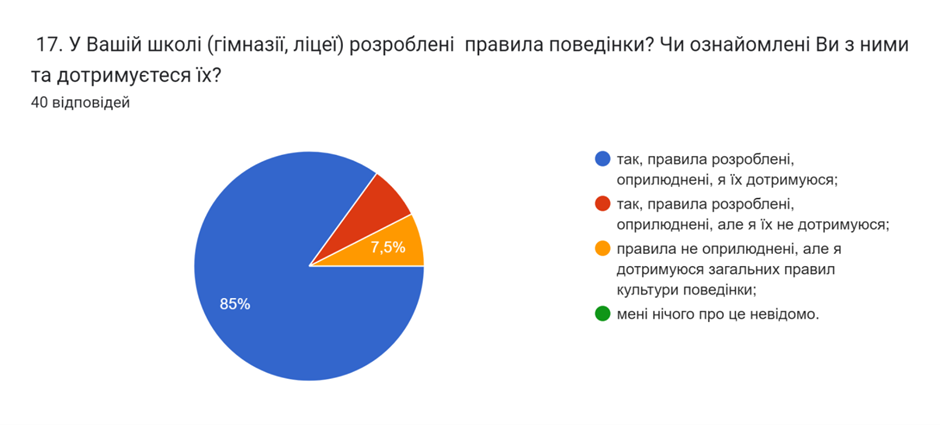 17. У Вашій школі (гімназії, ліцеї) розроблені  правила поведінки? Чи ознайомлені Ви з ними
та дотримуєтеся їх?
40 відповідей
85%
7,5%
так, правила розроблені,
оприлюднені, я їх дотримуюся;
так, правила розроблені,
оприлюднені, але я їх не дотримуюся;
правила не оприлюднені, але я
дотримуюся загальних правил
культури поведінки;
мені нічого про це невідомо.